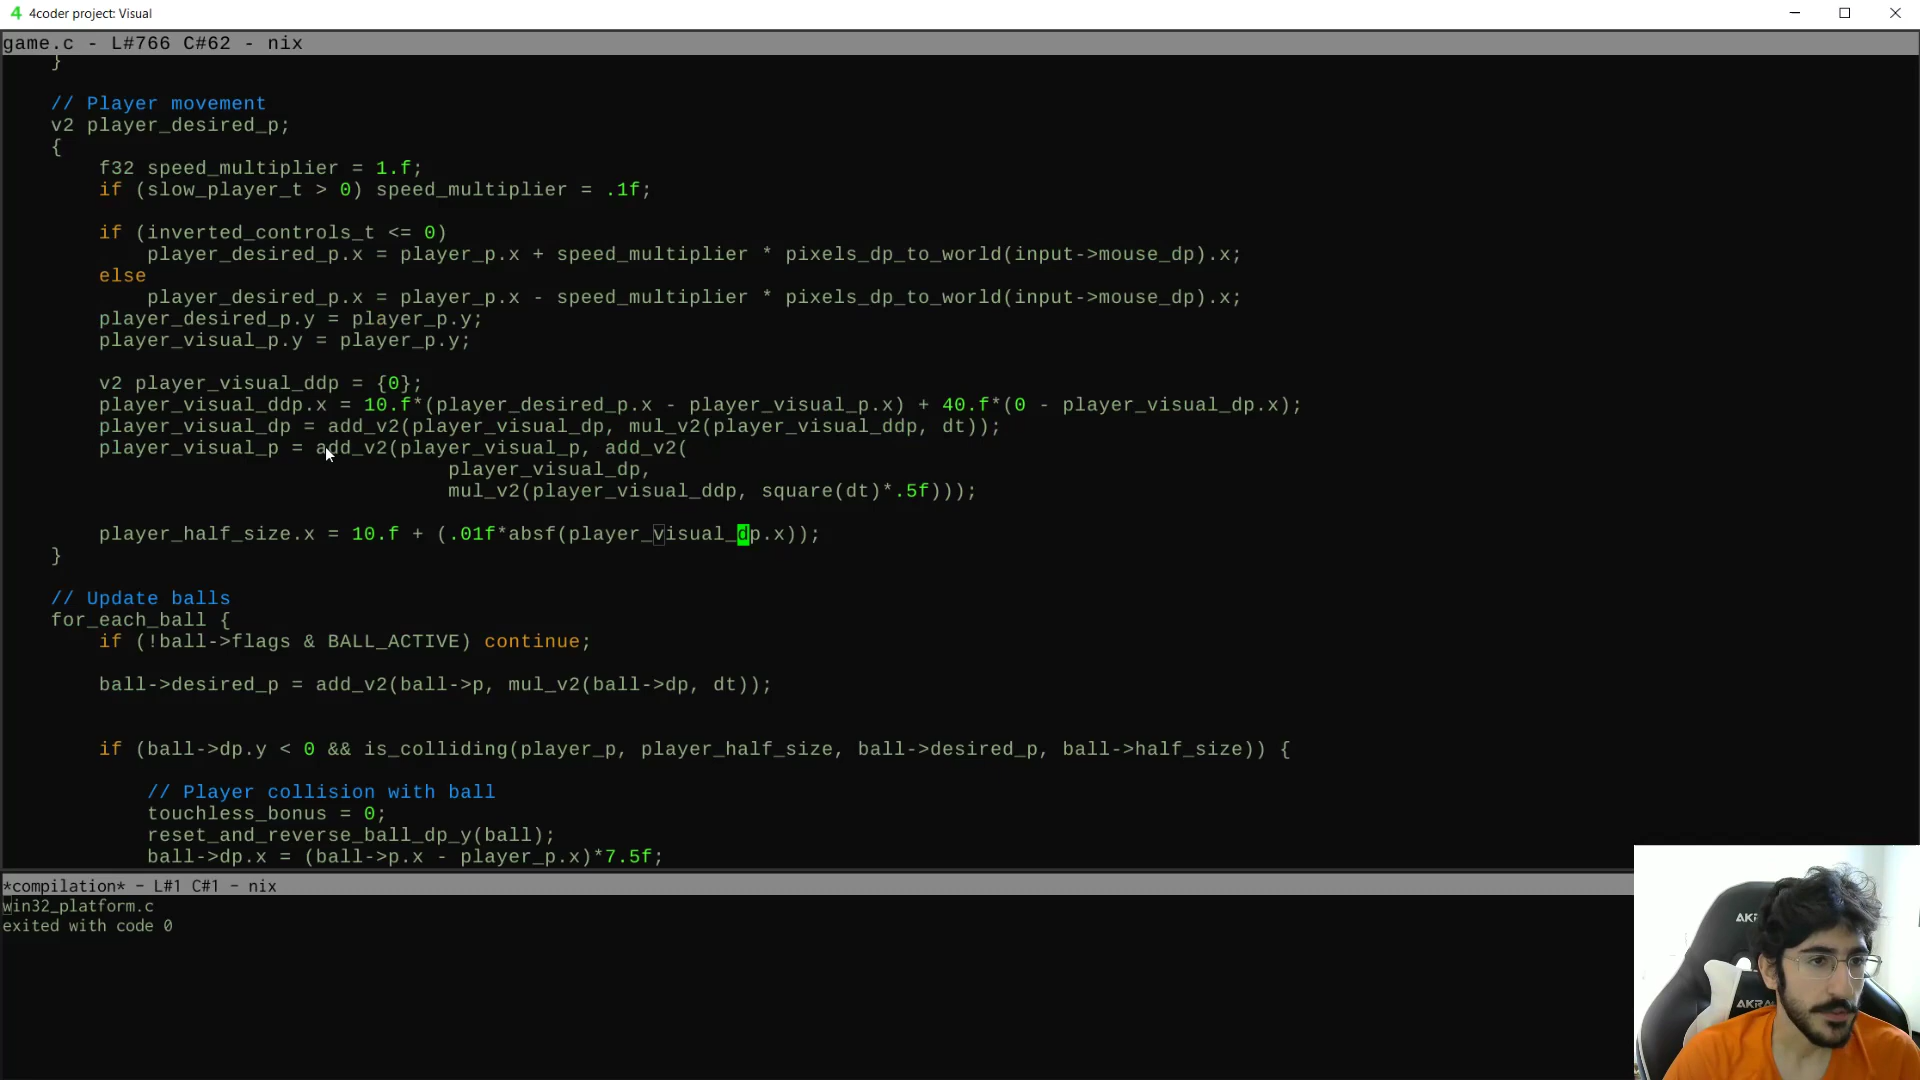 4 4coder project: Visual
game.c - L#766 C#62 - nix
}
// Player movement
v2 player_desired_p;
{
f32 speed_multiplier = 1.f;
if (slow_player_t > 0) speed_multiplier = .1f;
if (inverted_controls_t <= 0)
player_desired_p.x = player_p.x + speed_multiplier * pixels_dp_to_world(input->mouse_dp).x;
else
player_desired_p.x = player_p.x - speed_multiplier * pixels_dp_to_world(input->mouse_dp).x;
player_desired_p.y = player_p.y;
player_visual_p.y = player_p.y;
v2 player_visual_ddp = {0};
player_visual_ddp.x = 10.f*(player_desired_p.x - player_visual_p.x) + 40.f*(0 - player_visual_dp.x);
player_visual_dp = add_v2(player_visual_dp, mul_v2(player_visual_ddp, dt));
player_visual_p = add_v2(player_visual_p, add_v2(
player_visual_dp,
mul_v2(player_visual_ddp, square(dt)*.5f)));
player_half_size.x = 10.f + (.01f*absf(player_visual_dp.x));
}
// Update balls
for_each_ball {
if (!ball->flags & BALL_ACTIVE) continue;
ball->desired_p = add_v2(ball->p, mul_v2(ball->dp, dt));
if (ball->dp.y < 0 && is_colliding(player_p, player_half_size, ball->desired_p, ball->half_size)) {
// Player collision with ball
touchless_bonus = 0;
reset_and_reverse_ball_dp_y(ball);
ball->dp.x = (ball->p.x - player_p.x)*7.5f;
*compilation* - L#1 C#1 - nix
win32_platform.c
exited with code 0